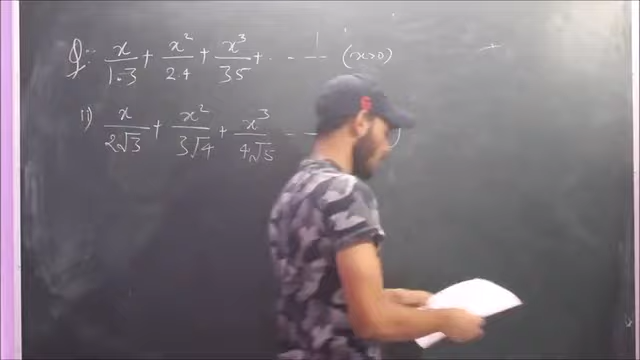 Q:- x/1.3 + x²/2.4 + x³/3.5 + - - - (x>0)
ii) x/2√3 + x²/3√4 + x³/4√5 - - -